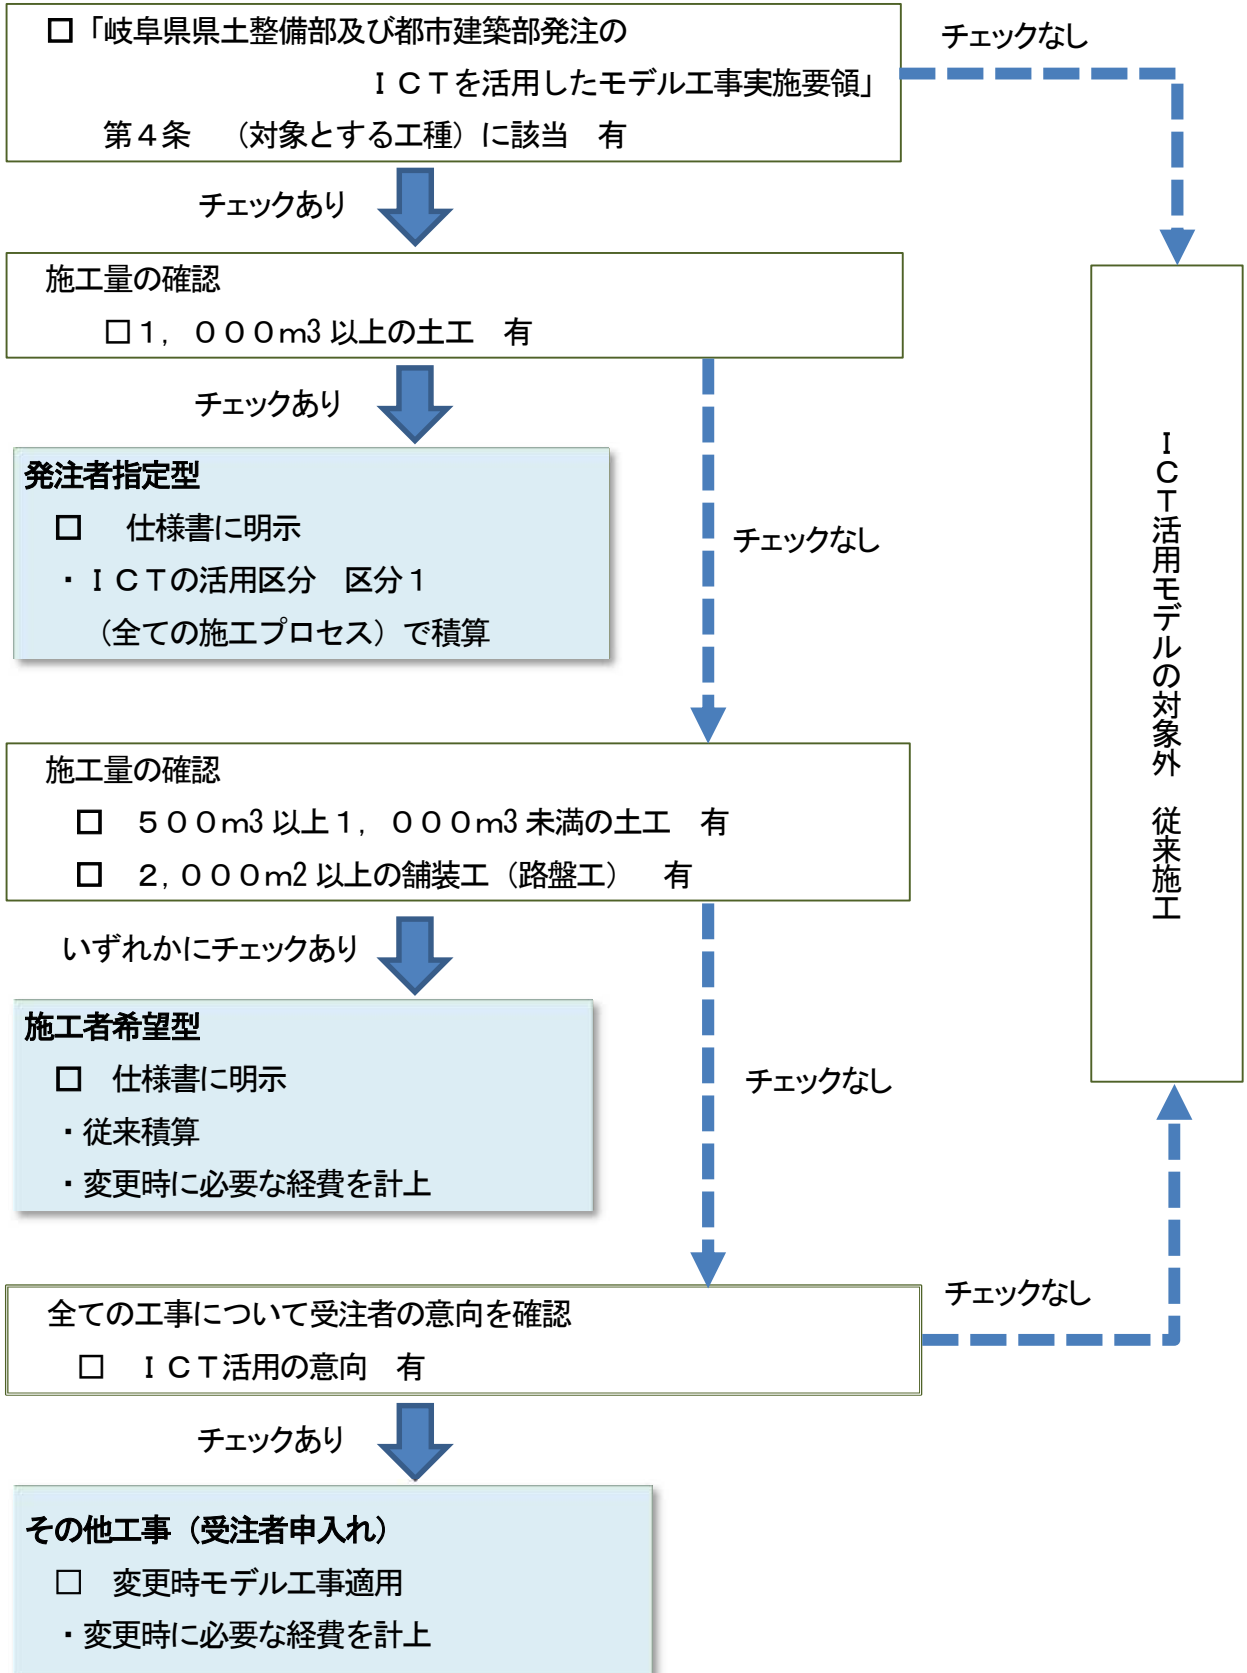 □「岐阜県県土整備部及び都市建築部発注の
ＩＣＴを活用したモデル工事実施要領」
第４条　（対象とする工種）に該当　有
チェックなし
チェックあり
施工量の確認
□１，０００ｍ3 以上の土工　有
チェックあり
発注者指定型
□　仕様書に明示
・ＩＣＴの活用区分　区分１
（全ての施工プロセス）で積算
チェックなし
ＩＣＴ活用モデルの対象外　従来施工
施工量の確認
□　５００ｍ3 以上１，０００ｍ3 未満の土工　有
□　２,０００ｍ2 以上の舗装工（路盤工）　有
いずれかにチェックあり
施工者希望型
□　仕様書に明示
・従来積算
・変更時に必要な経費を計上
チェックなし
全ての工事について受注者の意向を確認
□　ＩＣＴ活用の意向　有
チェックなし
チェックあり
その他工事（受注者申入れ）
□　変更時モデル工事適用
・変更時に必要な経費を計上